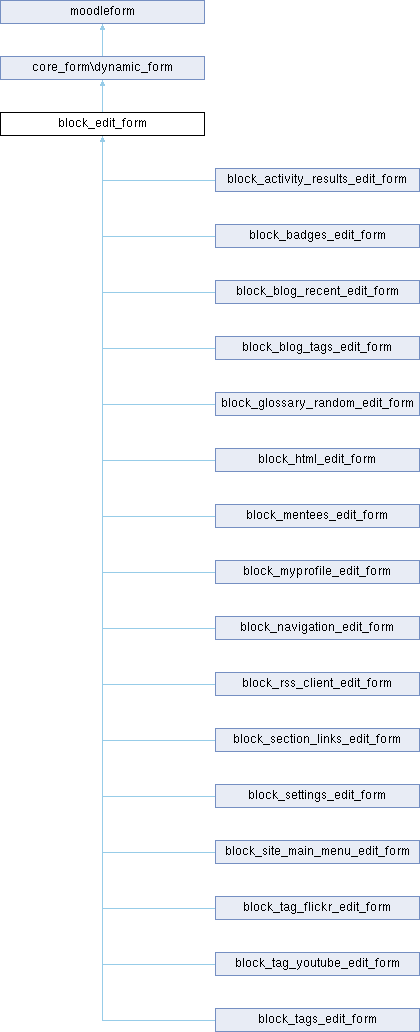 moodleform
core_form\dynamic_form
block_edit_form
block_activity_results_edit_form
block_badges_edit_form
block_blog_recent_edit_form
block_blog_tags_edit_form
block_glossary_random_edit_form
block_html_edit_form
block_mentees_edit_form
block_myprofile_edit_form
block_navigation_edit_form
block_rss_client_edit_form
block_section_links_edit_form
block_settings_edit_form
block_site_main_menu_edit_form
block_tag_flickr_edit_form
block_tag_youtube_edit_form
block_tags_edit_form